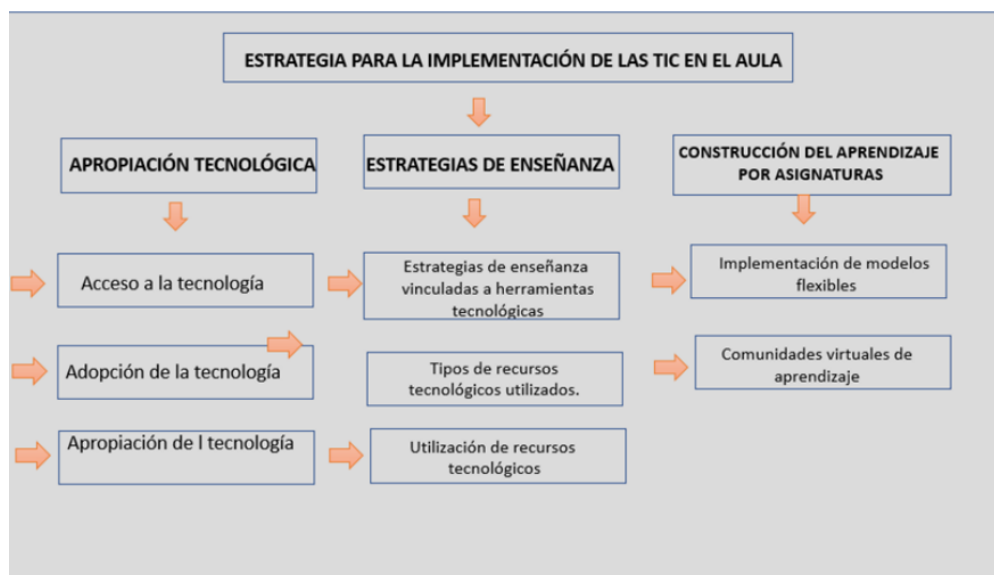 ESTRATEGIA PARA LA IMPLEMENTACIÓN DE LAS TIC EN EL AULA
APROPIACIÓN TECNOLÓGICA
ESTRATEGIAS DE ENSEÑANZA
CONSTRUCCIÓN DEL APRENDIZAJE
POR ASIGNATURAS
Acceso a la tecnología
Adopción de la tecnología
Apropiación de l tecnología
Estrategias de enseñanza
vinculadas a herramientas
tecnológicas
Tipos de recursos
tecnológicos utilizados.
Utilización de recursos
tecnológicos
Implementación de modelos
flexibles
Comunidades virtuales de
aprendizaje